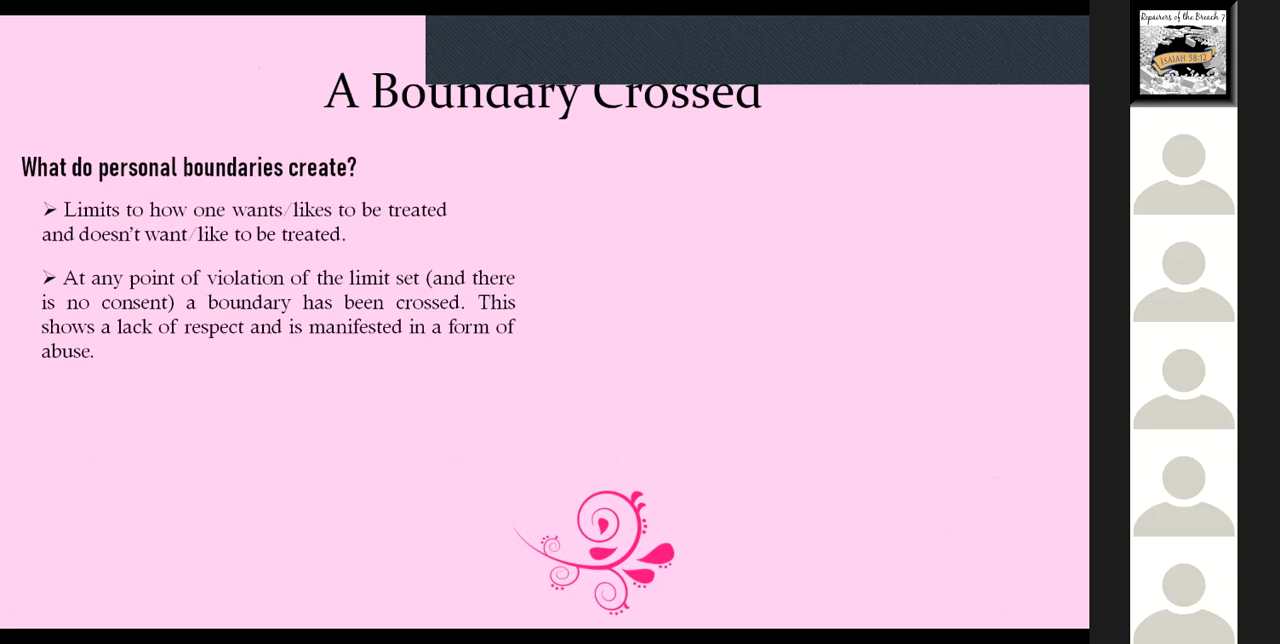 A Boundary Crossed
What do personal boundaries create?
➢ Limits to how one wants/likes to be treated
and doesn't want/like to be treated.
➢ At any point of violation of the limit set (and there
is no consent) a boundary has been crossed. This
shows a lack of respect and is manifested in a form of
abuse.
Repairers of the Breach 7
ISAIAH 58:12